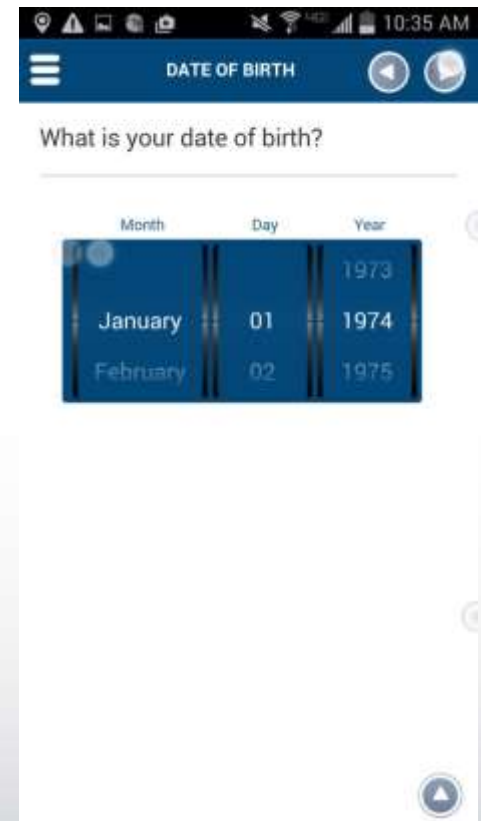 10:35 AM
DATE OF BIRTH
What is your date of birth?
Month Day Year
1973
January 01 1974
February 02 1975